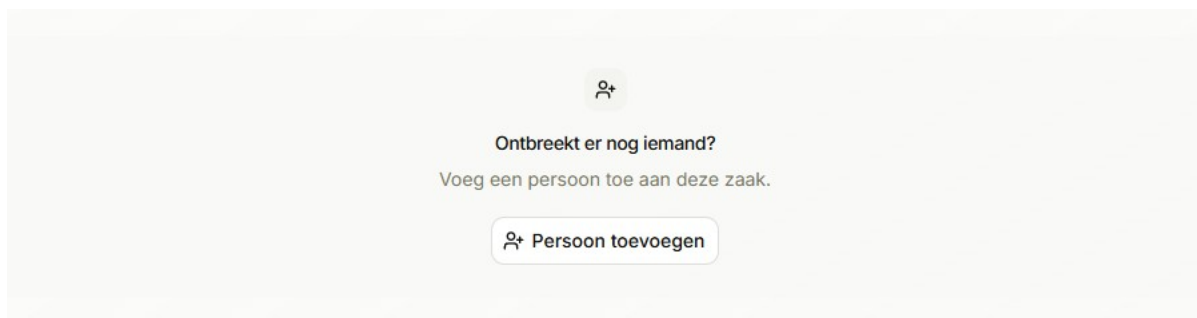 Ontbreekt er nog iemand?
Voeg een persoon toe aan deze zaak.
Persoon toevoegen